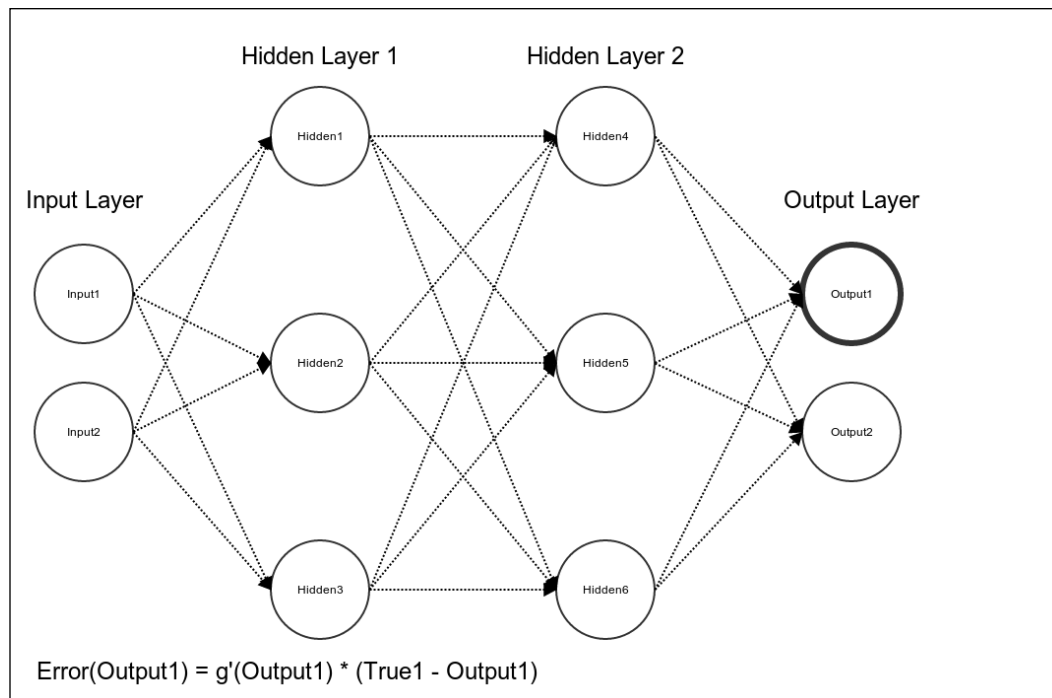 Hidden Layer 1
Hidden Layer 2
Hidden1
Hidden4
Input Layer
Output Layer
Input1
Output1
Hidden2
Hidden5
Input2
Output2
Hidden3
Hidden6
Error(Output1) = g'(Output1) * (True1 - Output1)